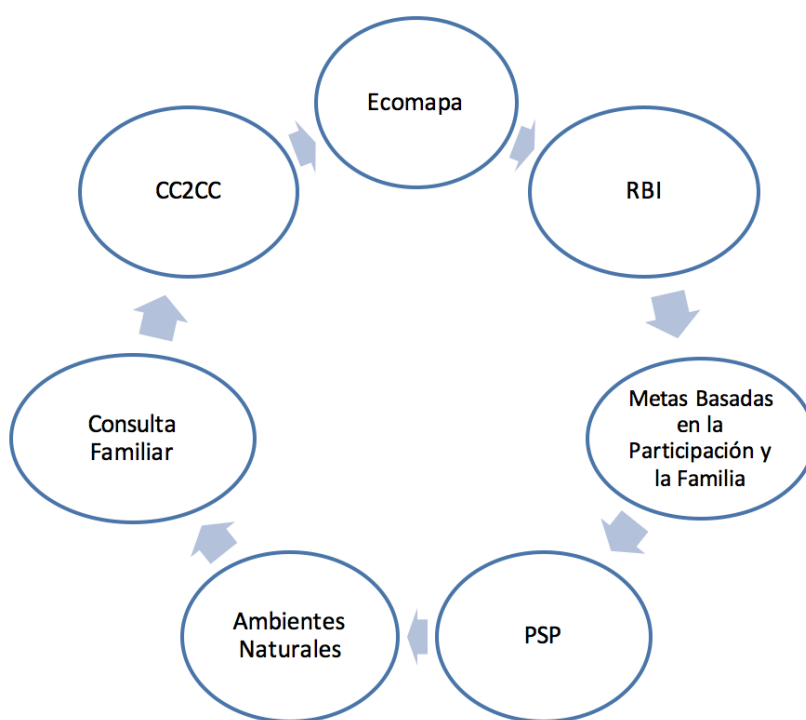 Ecomapa
RBI
Metas Basadas
en la
Participación y
la Familia
PSP
Ambientes
Naturales
Consulta
Familiar
CC2CC